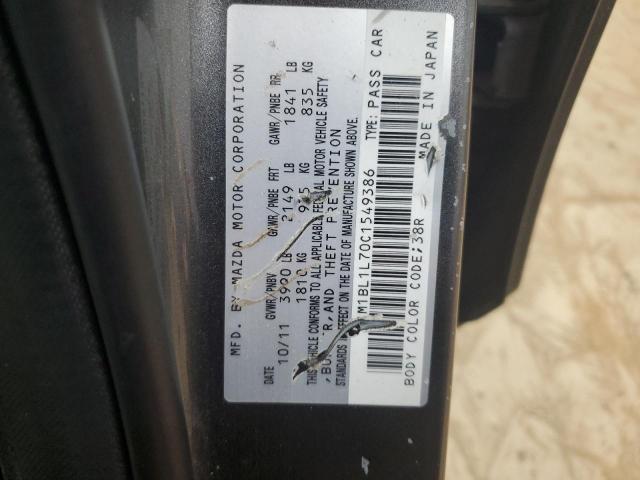 MFD. BY MAZDA MOTOR CORPORATION
DATE GVWR/PNBV GAWR/PNBE FRT GAWR/PNBE RR
10/11 3990 LB 2149 LB 1841 LB
1810 KG KG 835 KG
THIS VEHICLE CONFORMS TO ALL APPLICABLE FEDERAL MOTOR VEHICLE SAFETY
,BU R,AND THEFT PREVENTION
STANDARDS IN EFFECT ON THE DATE OF MANUFACTURE SHOWN ABOVE.
M1BL1L70C1549386 TYPE: PASS CAR
BODY COLOR CODE;38R MADE IN JAPAN